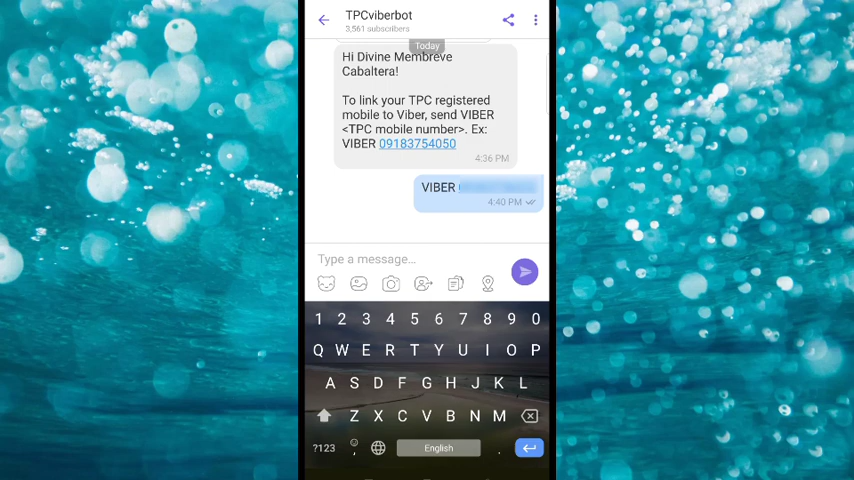 TPCviberbot
3,561 subscribers
Today
Hi Divine Membreve
Cabaltera!
To link your TPC registered
mobile to Viber, send VIBER
<TPC mobile number>. Ex:
VIBER 09183754050
4:36 PM
VIBER
4:40 PM
Type a message...
1 2 3 4 5 6 7 8 9 0
Q W E R T Y U I O P
A S D F G H J K L
Z X C V B N M
?123 , English .